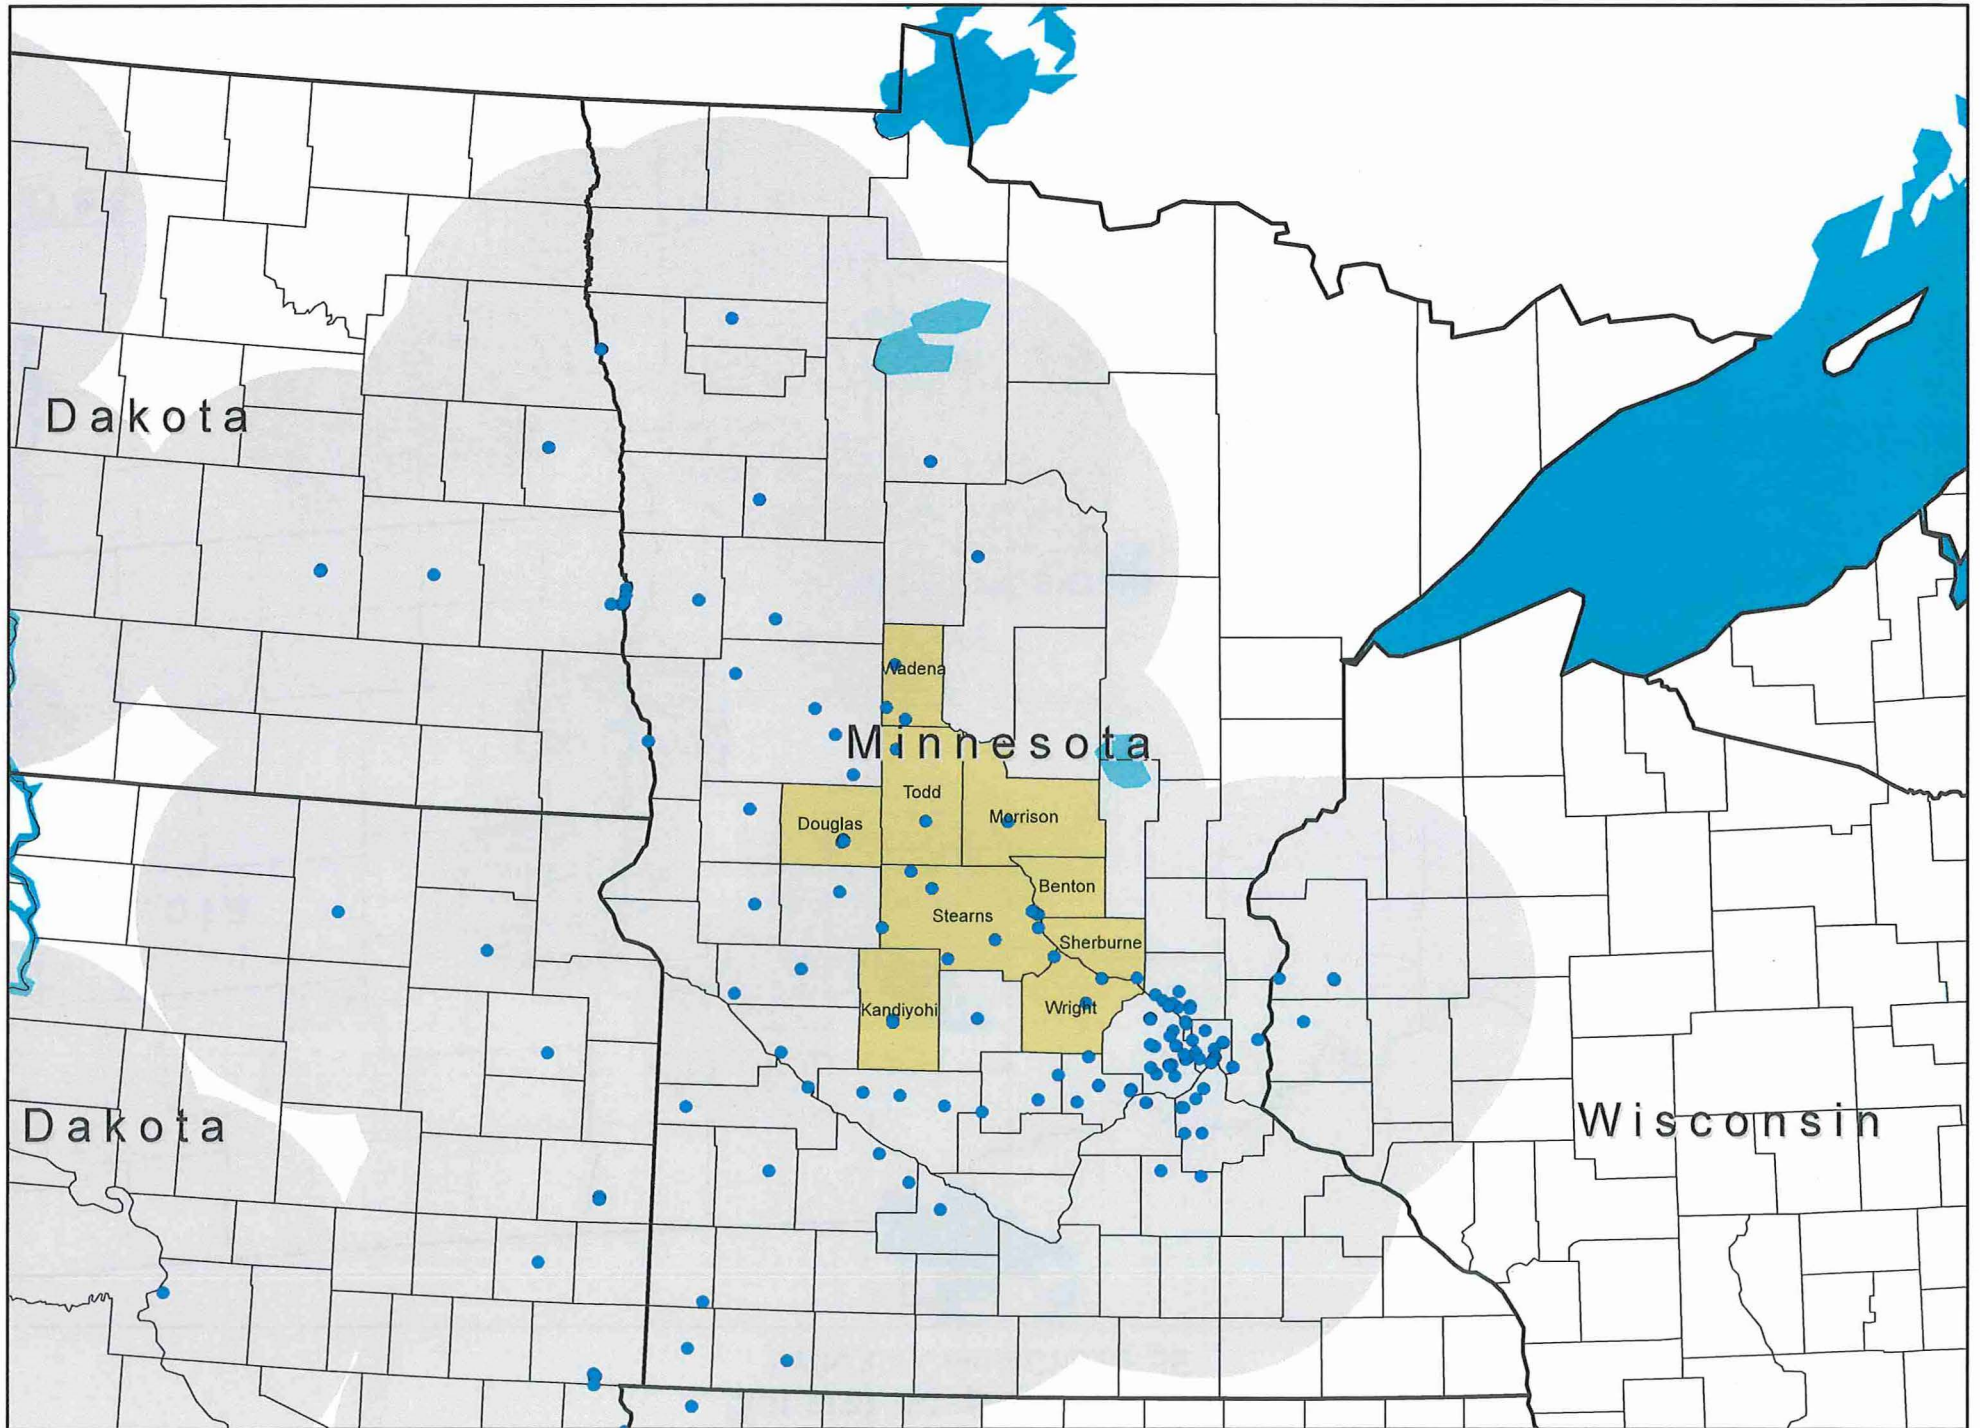 Dakota
Wadena
Minnesota
Todd
Douglas
Morrison
Benton
Stearns
Sherburne
Kandiyohi
Wright
Dakota
Wisconsin